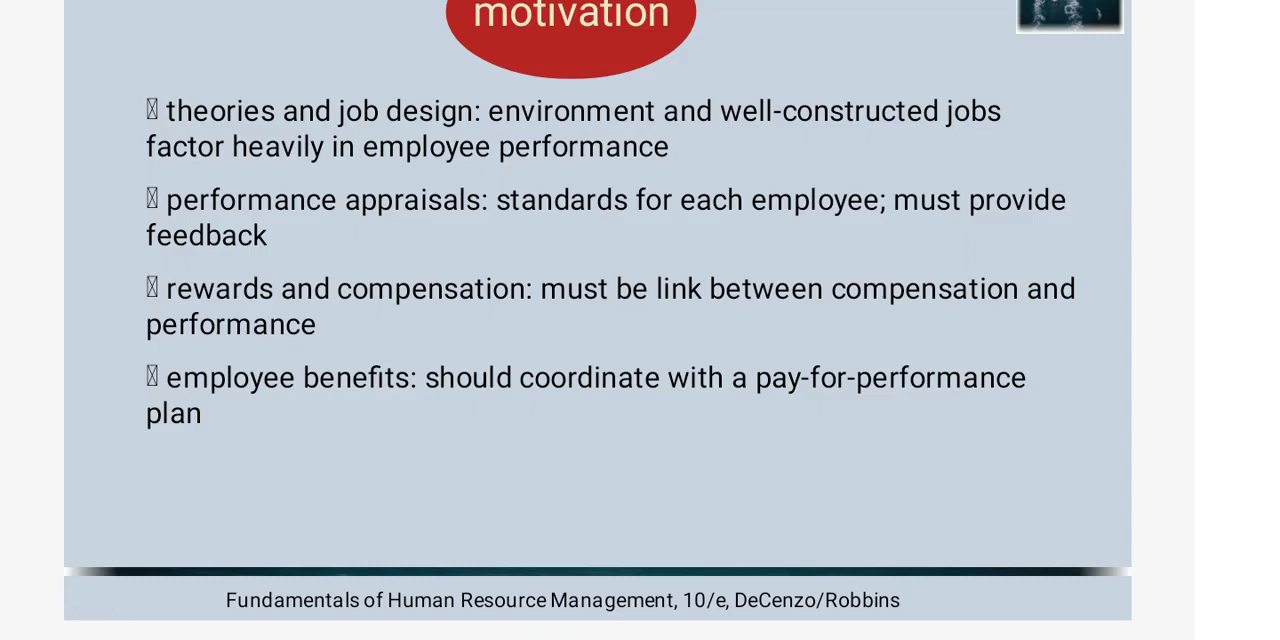 motivation
theories and job design: environment and well-constructed jobs
factor heavily in employee performance
performance appraisals: standards for each employee; must provide
feedback
rewards and compensation: must be link between compensation and
performance
employee benefits: should coordinate with a pay-for-performance
plan
Fundamentals of Human Resource Management, 10/e, DeCenzo/Robbins